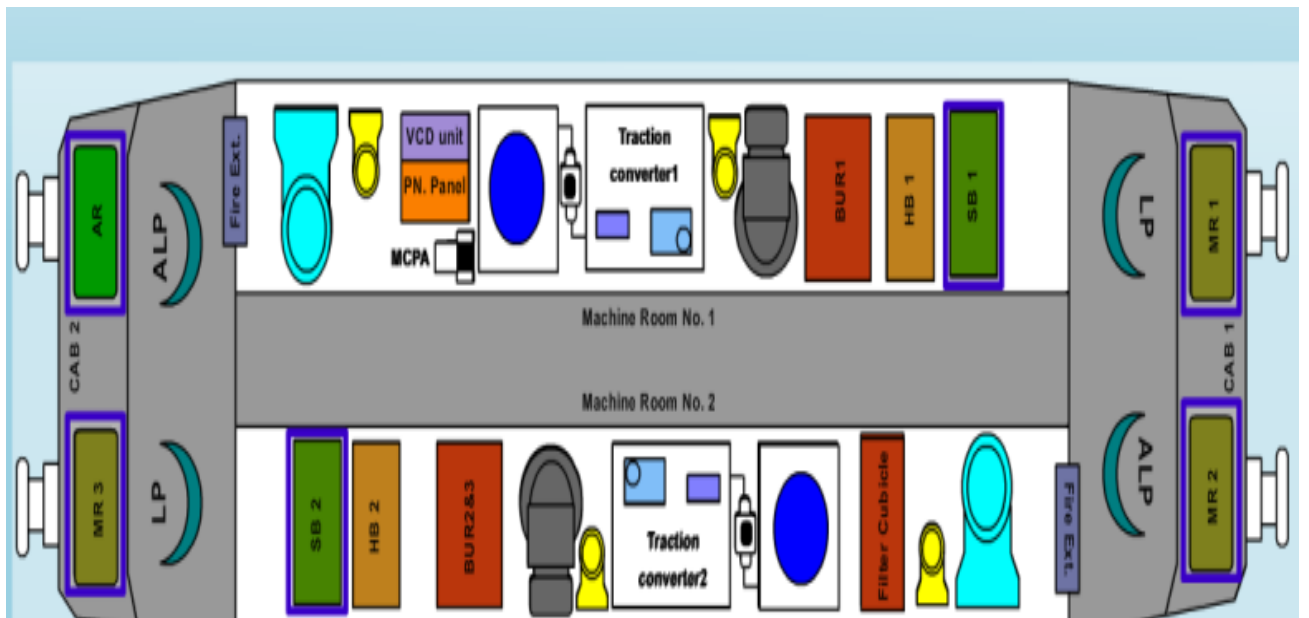 Fire Ext.
VCD unit
PN. Panel
MCPA
Traction
converter1
BUR1
HB 1
SB 1
AR
ALP
LP
MR 1
CAB 2
Machine Room No. 1
CAB 1
Machine Room No. 2
MR 3
LP
SB 2
HB 2
BUR2&3
Traction
converter2
Filter Cubicle
Fire Ext.
ALP
MR 2